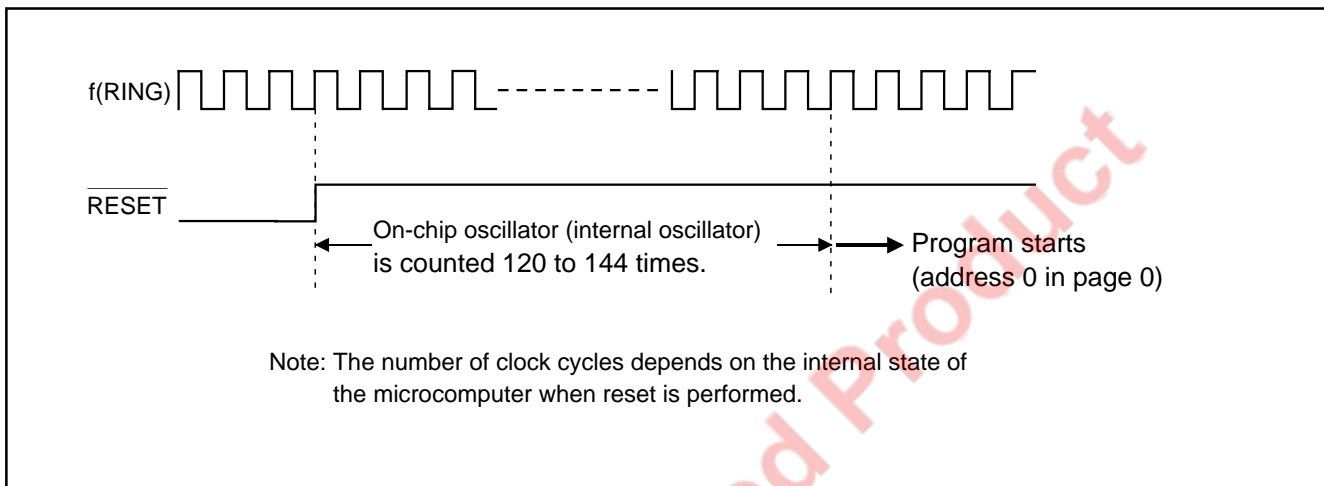 f(RING)
RESET
On-chip oscillator (internal oscillator)
is counted 120 to 144 times.
Program starts
(address 0 in page 0)
Note: The number of clock cycles depends on the internal state of
the microcomputer when reset is performed.
ed Product